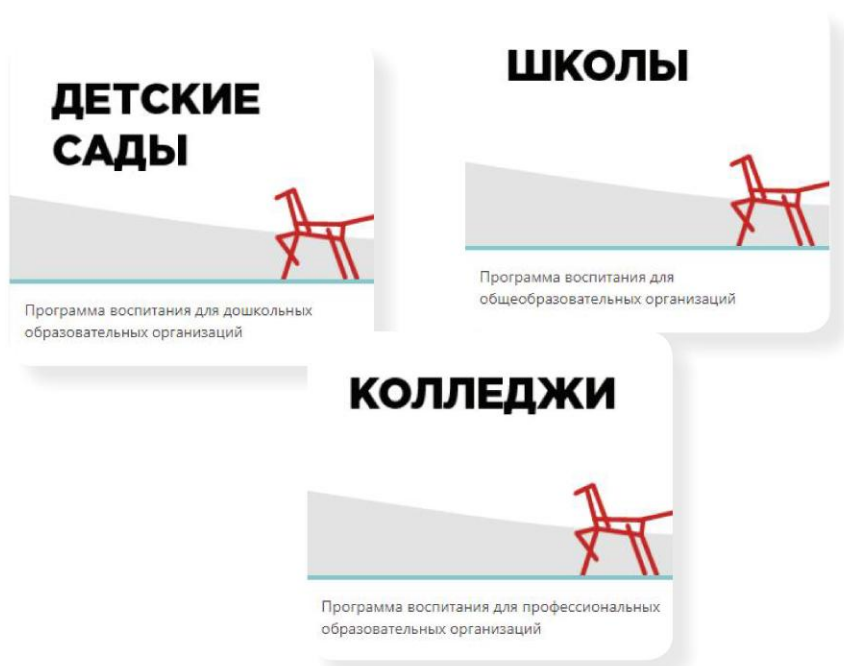 ДЕТСКИЕ
САДЫ
Программа воспитания для дошкольных
образовательных организаций
ШКОЛЫ
Программа воспитания для
общеобразовательных организаций
КОЛЛЕДЖИ
Программа воспитания для профессиональных
образовательных организаций